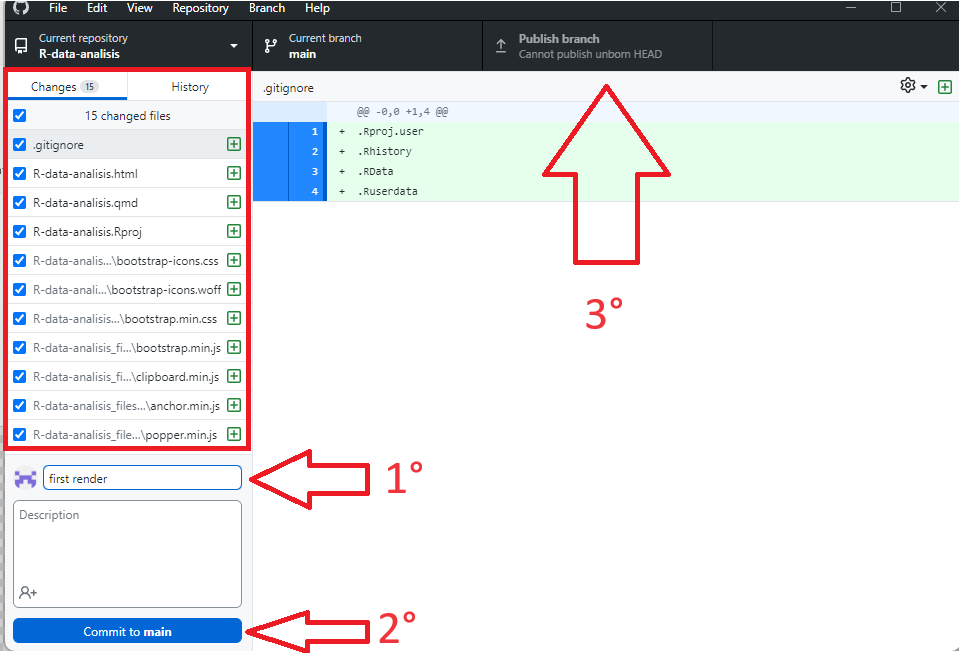 File Edit View Repository Branch Help
Current repository
R-data-analisis
Current branch
main
Publish branch
Cannot publish unborn HEAD
Changes 15
History
.gitignore
15 changed files
.gitignore
R-data-analisis.html
R-data-analisis.qmd
R-data-analisis.Rproj
R-data-analis...\bootstrap-icons.css
R-data-anali...\bootstrap-icons.woff
R-data-analisis...\bootstrap.min.css
R-data-analisis_fi...\bootstrap.min.js
R-data-analisis_fi...\clipboard.min.js
R-data-analisis_files...\anchor.min.js
R-data-analisis_file...\popper.min.js
@@ -0,0 +1,4 @@
1 + .Rproj.user
2 + .Rhistory
3 + .RData
4 + .Ruserdata
3°
first render
1°
Description
Commit to main
2°